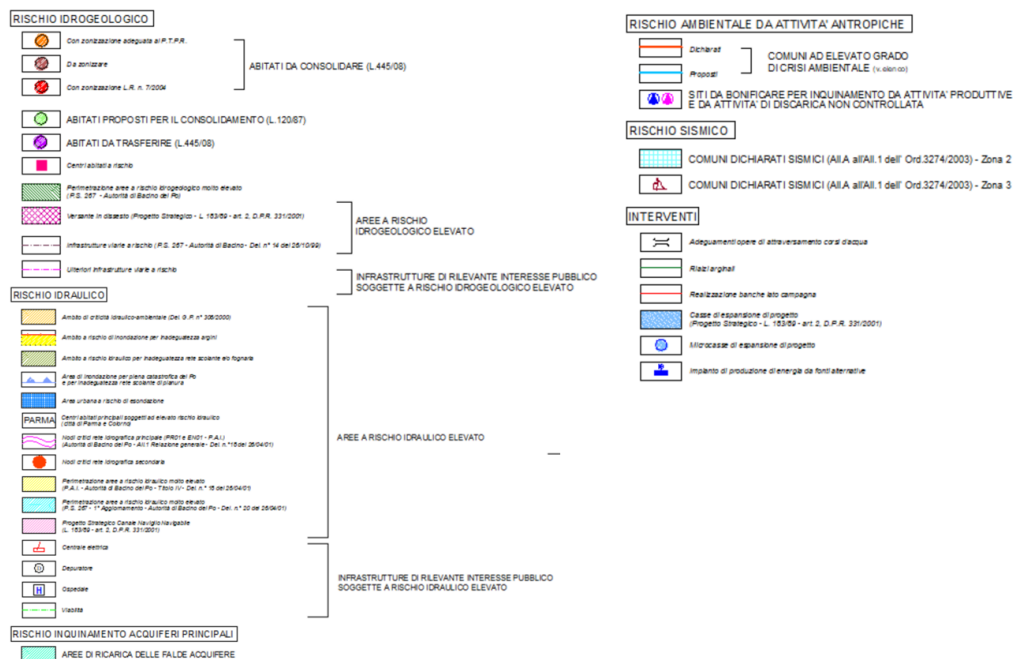 RISCHIO IDROGEOLOGICO
Con zonizzazione adeguata al P.T.P.R.
Da zonizzare
Con zonizzazione L.R. n. 7/2004
ABITATI DA CONSOLIDARE (L.445/08)
ABITATI PROPOSTI PER IL CONSOLIDAMENTO (L.120/87)
ABITATI DA TRASFERIRE (L.445/08)
Centri abitati a rischio
Perimetrazione aree a rischio idrogeologico molto elevato
(P.S. 267 - Autorità di Bacino del Po)
Versante in dissesto (Progetto Strategico - L. 183/89 - art. 2, D.P.R. 331/2001)
Infrastrutture viarie a rischio (P.S. 267 - Autorità di Bacino - Del. n° 14 del 26/10/99)
AREE A RISCHIO
IDROGEOLOGICO ELEVATO
Ulteriori infrastrutture viarie a rischio
INFRASTRUTTURE DI RILEVANTE INTERESSE PUBBLICO
SOGGETTE A RISCHIO IDROGEOLOGICO ELEVATO
RISCHIO IDRAULICO
Ambito di criticità idraulico-ambientale (Del. G.P. n°
Ambito a rischio di inondazione per inadeguatezza argini
Ambito a rischio idraulico per inadeguatezza rete scolante e/o fognaria
Area di inondazione per piena catastrofica del Po
e per inadeguatezza rete scolante di pianura
Area urbana a rischio di esondazione
PARMA
Centri abitati principali soggetti ad elevato rischio idraulico
(città di Parma e Colorno)
Nodi critici rete idrografica principale (PR01 e EN01 - P.A.I.)
(Autorità di Bacino del Po - All.1 Relazione generale - Del. n.°18 del 26/04/01)
Nodi critici rete idrografica secondaria
Perimetrazione aree a rischio idraulico molto elevato
(P.A.I. - Autorità di Bacino del Po - Titolo IV - Del. n.° 18 del 26/04/01)
Perimetrazione aree a rischio idraulico molto elevato
(P.S. 267 - 1° Aggiornamento - Autorità di Bacino del Po - Del. n.° 20 del 26/04/01)
Progetto Strategico Canale Naviglio Navigabile
(L. 183/89 - art. 2, D.P.R. 331/2001)
AREE A RISCHIO IDRAULICO ELEVATO
Centrale elettrica
D
Depuratore
H
Ospedale
Viabilità
INFRASTRUTTURE DI RILEVANTE INTERESSE PUBBLICO
SOGGETTE A RISCHIO IDRAULICO ELEVATO
RISCHIO INQUINAMENTO ACQUIFERI PRINCIPALI
AREE DI RICARICA DELLE FALDE ACQUIFERE
RISCHIO AMBIENTALE DA ATTIVITA' ANTROPICHE
Dichiarati
Proposti
COMUNI AD ELEVATO GRADO
DI CRISI AMBIENTALE (v.elenco)
SITI DA BONIFICARE PER INQUINAMENTO DA ATTIVITA' PRODUTTIVE
E DA ATTIVITA' DI DISCARICA NON CONTROLLATA
RISCHIO SISMICO
COMUNI DICHIARATI SISMICI (All.A all'All.1 dell' Ord.3274/2003) - Zona 2
COMUNI DICHIARATI SISMICI (All.A all'All.1 dell' Ord.3274/2003) - Zona 3
INTERVENTI
Adeguamenti opere di attraversamento corsi d'acqua
Rialzi arginali
Realizzazione banche lato campagna
Casse di espansione di progetto
(Progetto Strategico - L. 183/89 - art. 2, D.P.R. 331/2001)
Microcasse di espansione di progetto
Impianto di produzione di energia da fonti alternative